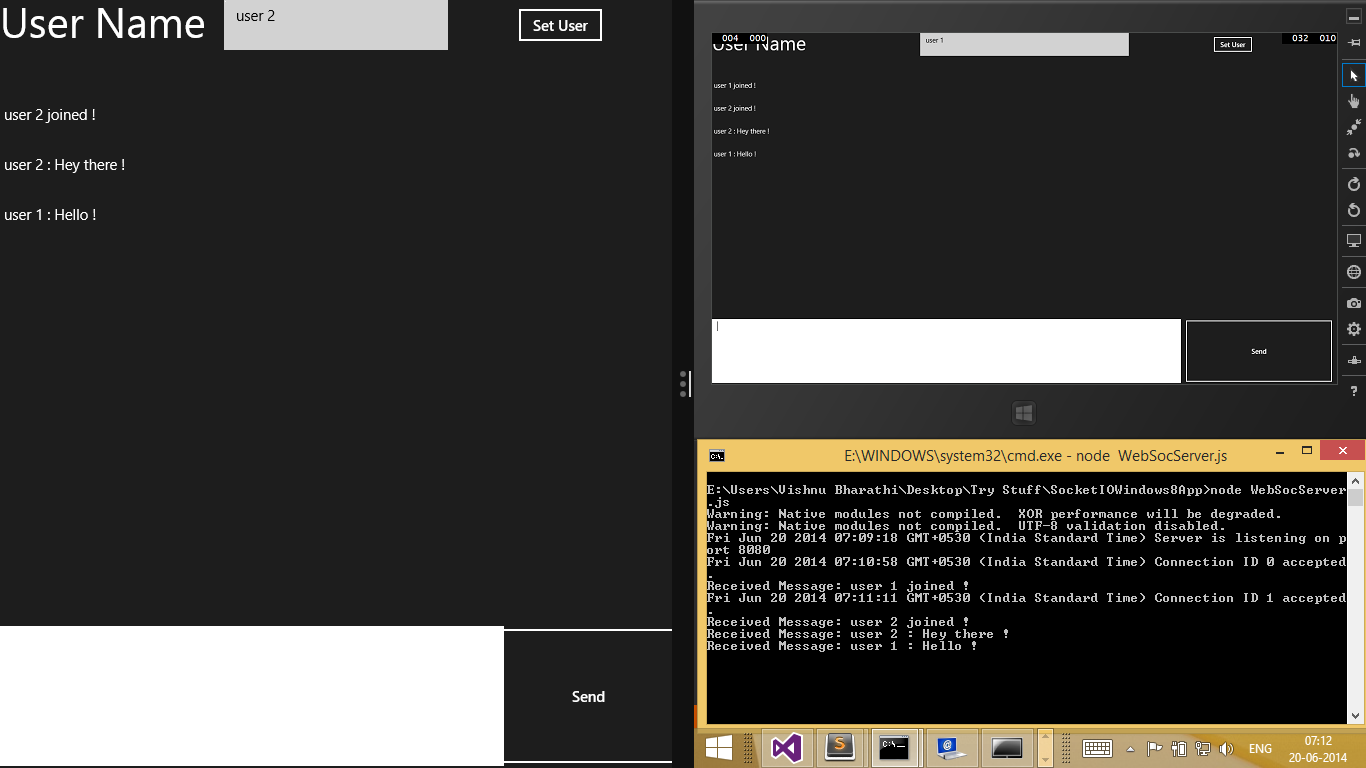 User Name
user 2
Set User
user 2 joined !
user 2 : Hey there !
user 1 : Hello !
Send
004 000
032 010
User Name
user 1
Set User
user 1 joined !
user 2 joined !
user 2 : Hey there !
user 1 : Hello !
Send
E:\WINDOWS\system32\cmd.exe - node WebSocServer.js
E:\Users\Vishnu Bharathi\Desktop\Try Stuff\SocketIOWindows8App>node WebSocServer
.js
Warning: Native modules not compiled. XOR performance will be degraded.
Warning: Native modules not compiled. UTF-8 validation disabled.
Fri Jun 20 2014 07:09:18 GMT+0530 (India Standard Time) Server is listening on p
ort 8080
Fri Jun 20 2014 07:10:58 GMT+0530 (India Standard Time) Connection ID 0 accepted
.
Received Message: user 1 joined !
Fri Jun 20 2014 07:11:11 GMT+0530 (India Standard Time) Connection ID 1 accepted
.
Received Message: user 2 joined !
Received Message: user 2 : Hey there !
Received Message: user 1 : Hello !
ENG
07:12
20-06-2014